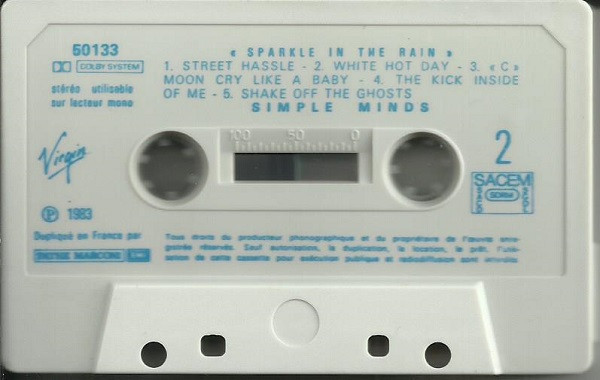 60133
« SPARKLE IN THE RAIN »
DOLBY SYSTEM
1. STREET HASSLE - 2. WHITE HOT DAY - 3. « C »
MOON CRY LIKE A BABY - 4. THE KICK INSIDE
OF ME - 5. SHAKE OFF THE GHOSTS
stéréo utilisable
sur lecteur mono
SIMPLE MINDS
100 50 0
Virgin
2
SACEM
SDRM
Ⓟ 1983
Dupliqué en France par
PATHE MARCONI EMI
Tous droits du producteur phonographique et du propriétaire de l'œuvre enre-
gistrée réservés. Sauf autorisation, la duplication, la location, le prêt, l'utili-
sation de cette cassette pour exécution publique et radiodiffusion sont interdits.